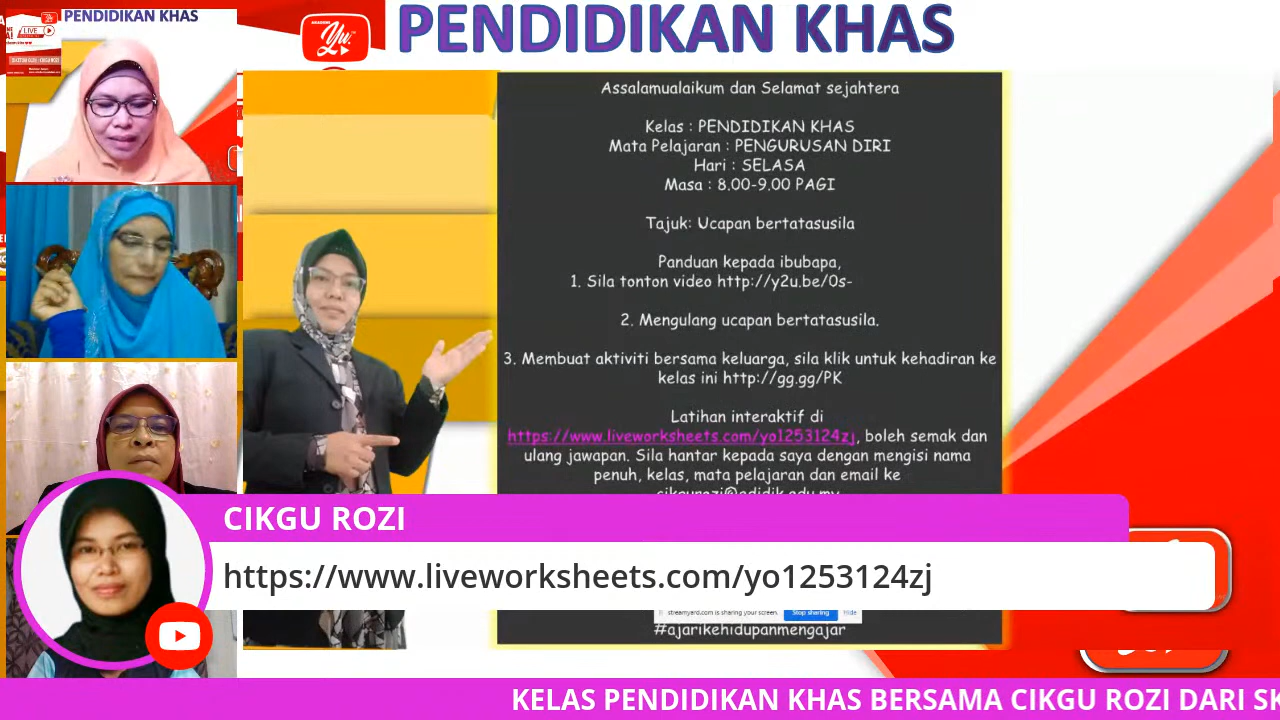 PENDIDIKAN KHAS
LIVE
PENDIDIKAN KHAS
Assalamualaikum dan Selamat sejahtera
Kelas : PENDIDIKAN KHAS
Mata Pelajaran : PENGURUSAN DIRI
Hari : SELASA
Masa : 8.00-9.00 PAGI
Tajuk: Ucapan bertatasusila
Panduan kepada ibubapa,
1. Sila tonton video http://y2u.be/0s-
2. Mengulang ucapan bertatasusila.
3. Membuat aktiviti bersama keluarga, sila klik untuk kehadiran ke
kelas ini http://gg.gg/PK
Latihan interaktif di
https://www.liveworksheets.com/yo1253124zj, boleh semak dan
ulang jawapan. Sila hantar kepada saya dengan mengisi nama
penuh, kelas, mata pelajaran dan email ke
CIKGU ROZI
https://www.liveworksheets.com/yo1253124zj
streamyard.com is sharing your screen. Stop sharing Hide
#ajarikehidupanmengajar
KELAS PENDIDIKAN KHAS BERSAMA CIKGU ROZI DARI SK